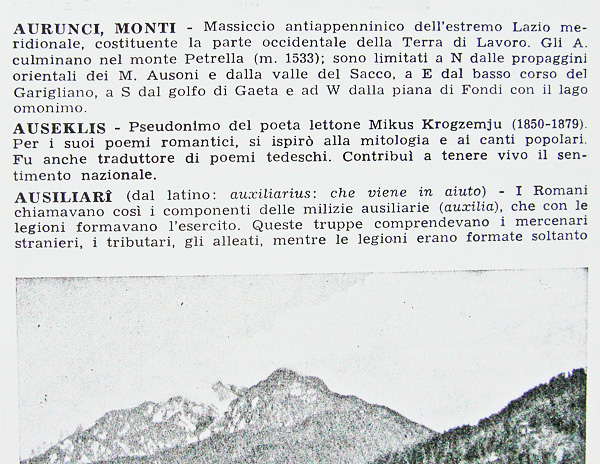 AURUNCI, MONTI - Massiccio antiappenninico dell'estremo Lazio me-
ridionale, costituente la parte occidentale della Terra di Lavoro. Gli A.
culminano nel monte Petrella (m. 1533); sono limitati a N dalle propaggini
orientali dei M. Ausoni e dalla valle del Sacco, a E dal basso corso del
Garigliano, a S dal golfo di Gaeta e ad W dalla piana di Fondi con il lago
omonimo.
AUSEKLIS - Pseudonimo del poeta lettone Mikus Krogzemju (1850-1879).
Per i suoi poemi romantici, si ispirò alla mitologia e ai canti popolari.
Fu anche traduttore di poemi tedeschi. Contribuì a tenere vivo il sen-
timento nazionale.
AUSILIARÎ (dal latino: auxiliarius: che viene in aiuto) - I Romani
chiamavano così i componenti delle milizie ausiliarie (auxilia), che con le
legioni formavano l'esercito. Queste truppe comprendevano i mercenari
stranieri, i tributari, gli alleati, mentre le legioni erano formate soltanto